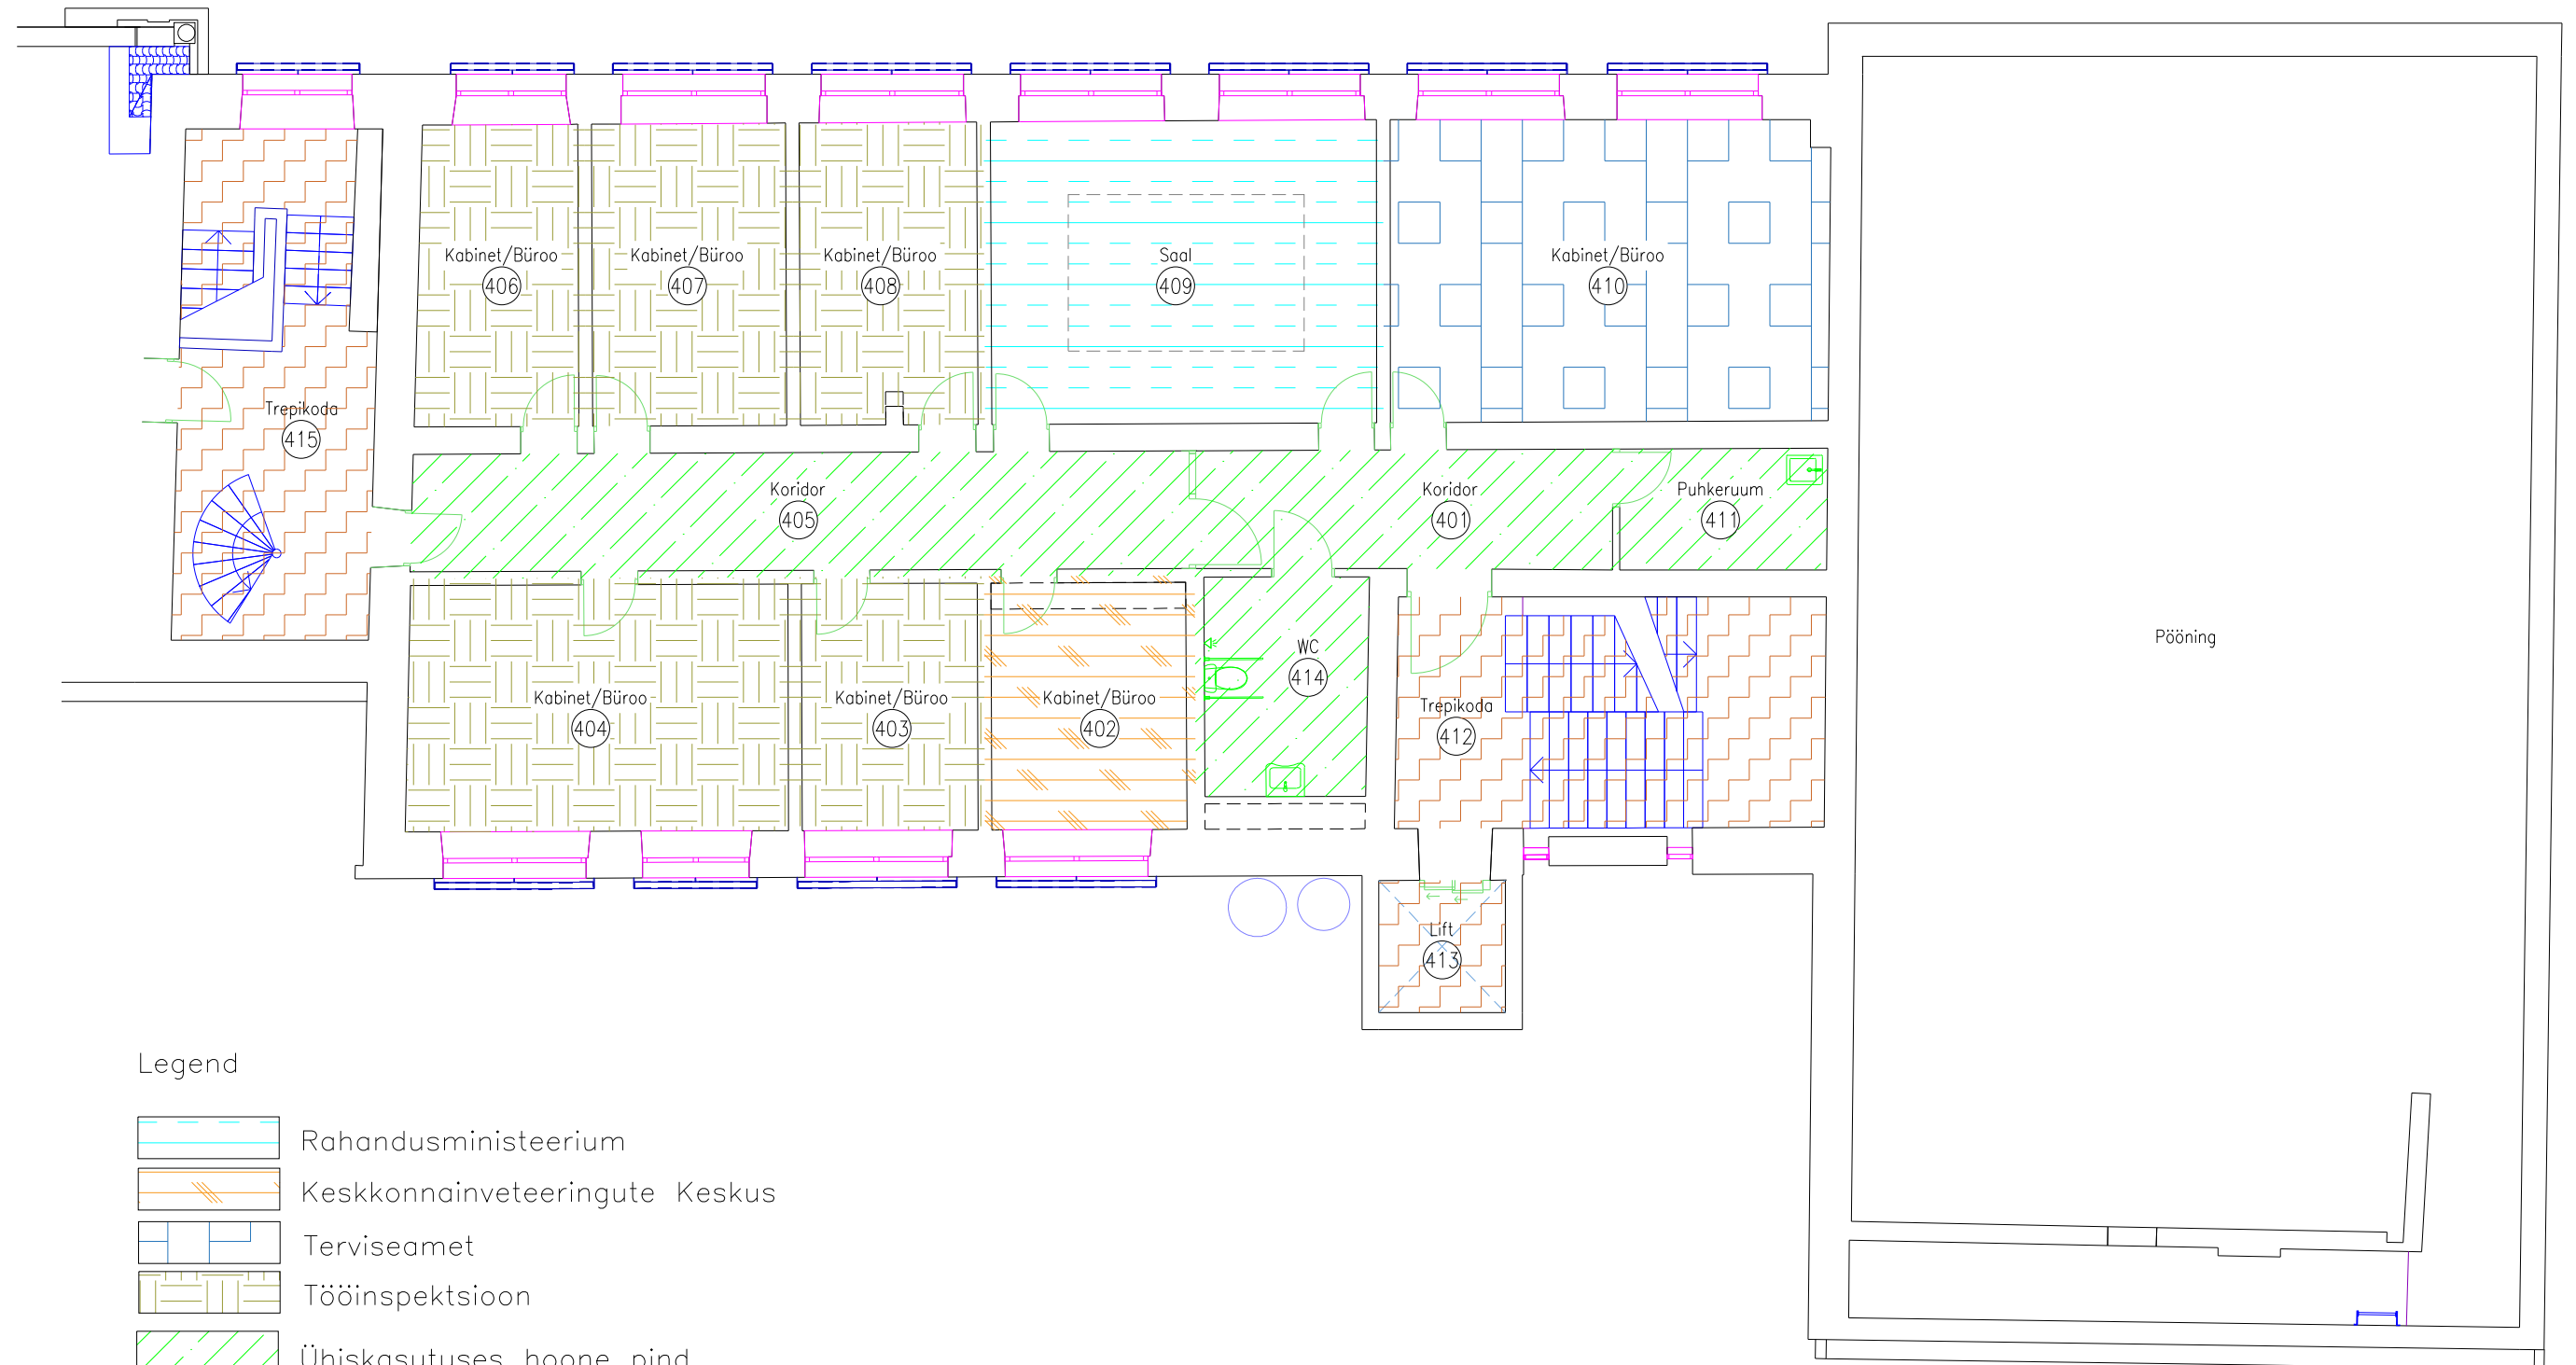 Kabinet/Büroo
406
Kabinet/Büroo
407
Kabinet/Büroo
408
Saal
409
Kabinet/Büroo
410
Trepikoda
415
Koridor
405
Koridor
401
Puhkeruum
411
Kabinet/Büroo
404
Kabinet/Büroo
403
Kabinet/Büroo
402
WC
414
Trepikoda
412
Pööning
Lift
413
Legend
Rahandusministeerium
Keskkonnainveteeringute Keskus
Terviseamet
Tööinspektsioon
Ühiskasutuses hoone pind